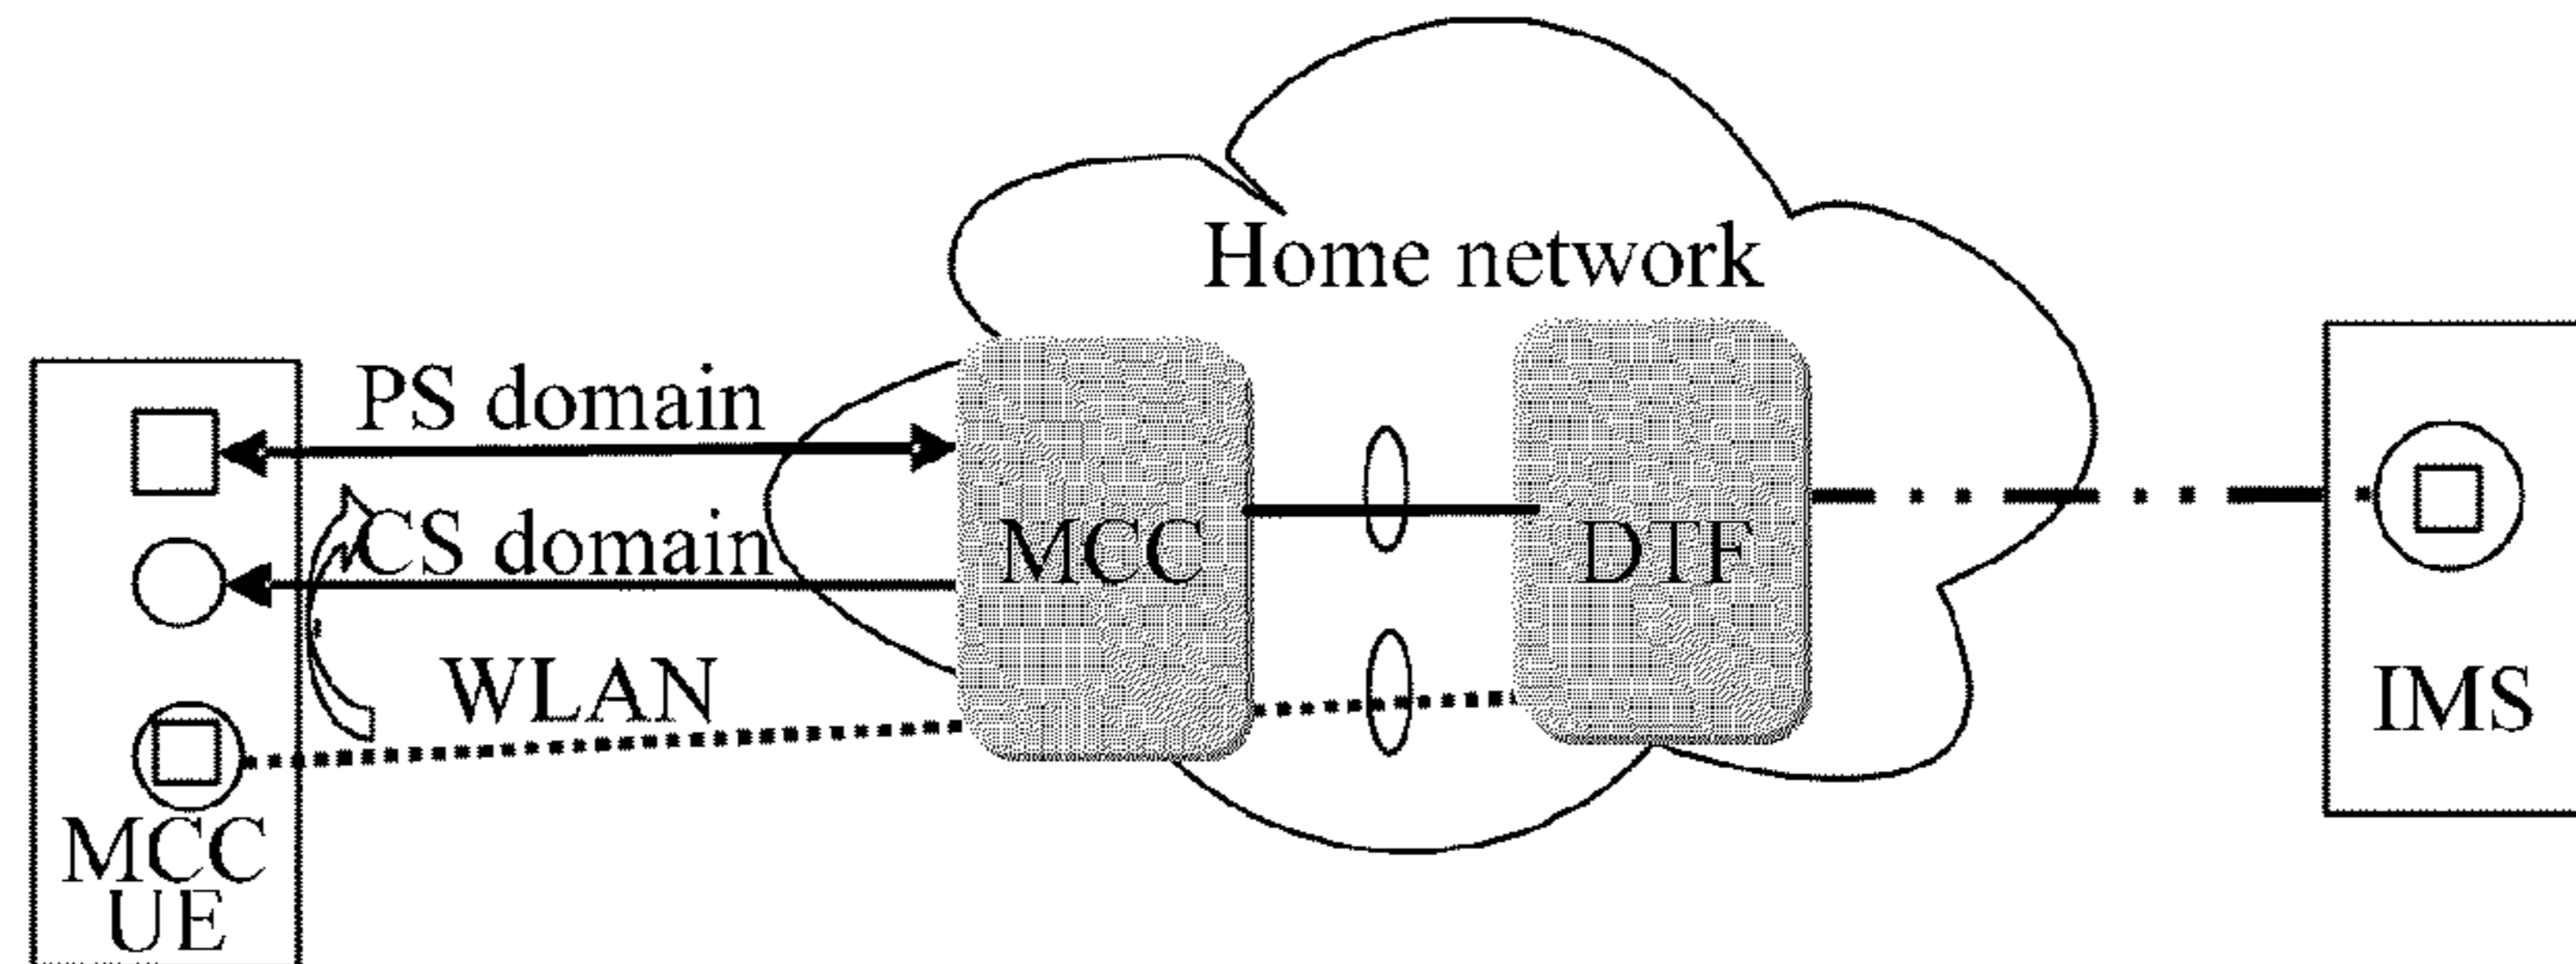 Home network
PS domain
CS domain
MCC
DTF
WLAN
IMS
MCC
UE